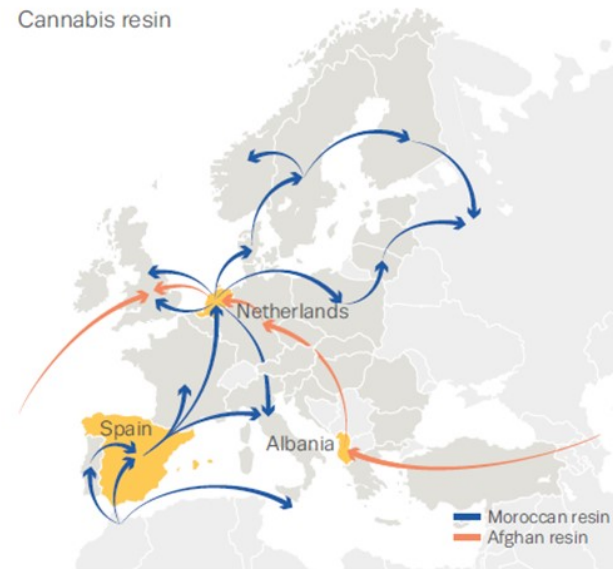 Cannabis resin
Netherlands
Spain
Albania
Moroccan resin
Afghan resin